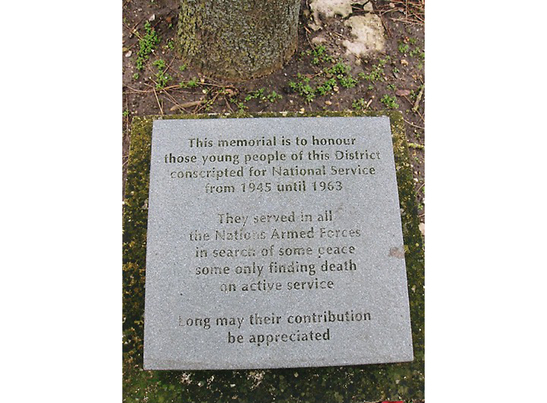 This memorial is to honour
those young people of this District
conscripted for National Service
from 1945 until 1963
They served in all
the Nations Armed Forces
in search of some peace
some only finding death
on active service
Long may their contribution
be appreciated